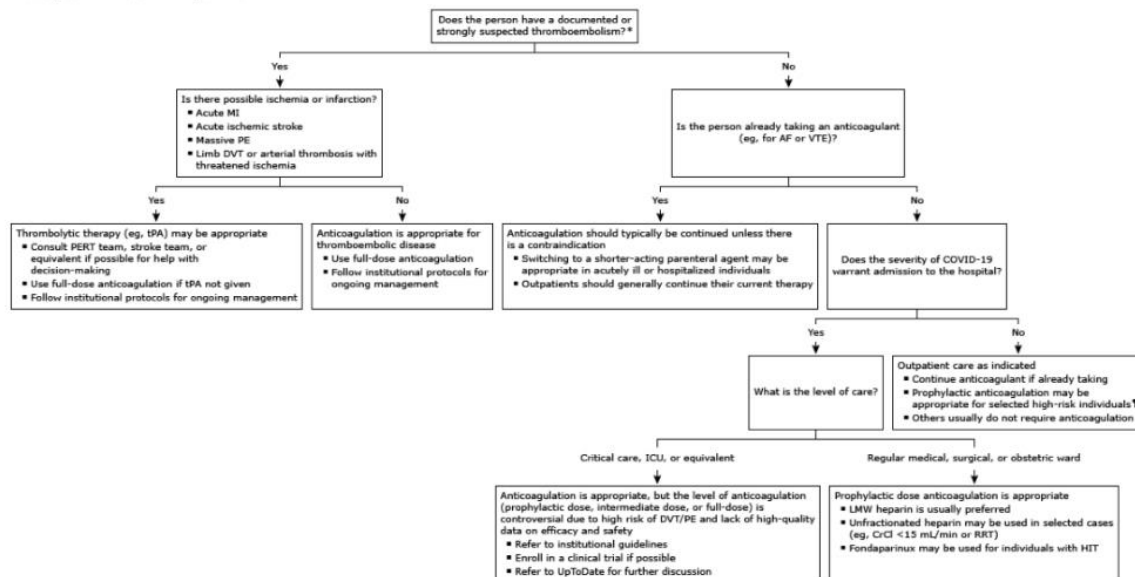 Does the person have a documented or
strongly suspected thromboembolism?*
Yes
No
Is there possible ischemia or infarction?
▪ Acute MI
▪ Acute ischemic stroke
▪ Massive PE
▪ Limb DVT or arterial thrombosis with
threatened ischemia
Is the person already taking an anticoagulant
(eg, for AF or VTE)?
Yes
No
Yes
No
Thrombolytic therapy (eg, tPA) may be appropriate
▪ Consult PERT team, stroke team, or
equivalent if possible for help with
decision-making
▪ Use full-dose anticoagulation if tPA not given
▪ Follow institutional protocols for ongoing management
Anticoagulation is appropriate for
thromboembolic disease
▪ Use full-dose anticoagulation
▪ Follow institutional protocols for
ongoing management
Anticoagulation should typically be continued unless there
is a contraindication
▪ Switching to a shorter-acting parenteral agent may be
appropriate in acutely ill or hospitalized individuals
▪ Outpatients should generally continue their current therapy
Does the severity of COVID-19
warrant admission to the hospital?
Yes
No
What is the level of care?
Outpatient care as indicated
▪ Continue anticoagulant if already taking
▪ Prophylactic anticoagulation may be
appropriate for selected high-risk individuals¶
▪ Others usually do not require anticoagulation
Critical care, ICU, or equivalent
Regular medical, surgical, or obstetric ward
Anticoagulation is appropriate, but the level of anticoagulation
(prophylactic dose, intermediate dose, or full-dose) is
controversial due to high risk of DVT/PE and lack of high-quality
data on efficacy and safety
▪ Refer to institutional guidelines
▪ Enroll in a clinical trial if possible
▪ Refer to UpToDate for further discussion
Prophylactic dose anticoagulation is appropriate
▪ LMW heparin is usually preferred
▪ Unfractionated heparin may be used in selected cases
(eg, CrCl <15 mL/min or RRT)
▪ Fondaparinux may be used for individuals with HIT